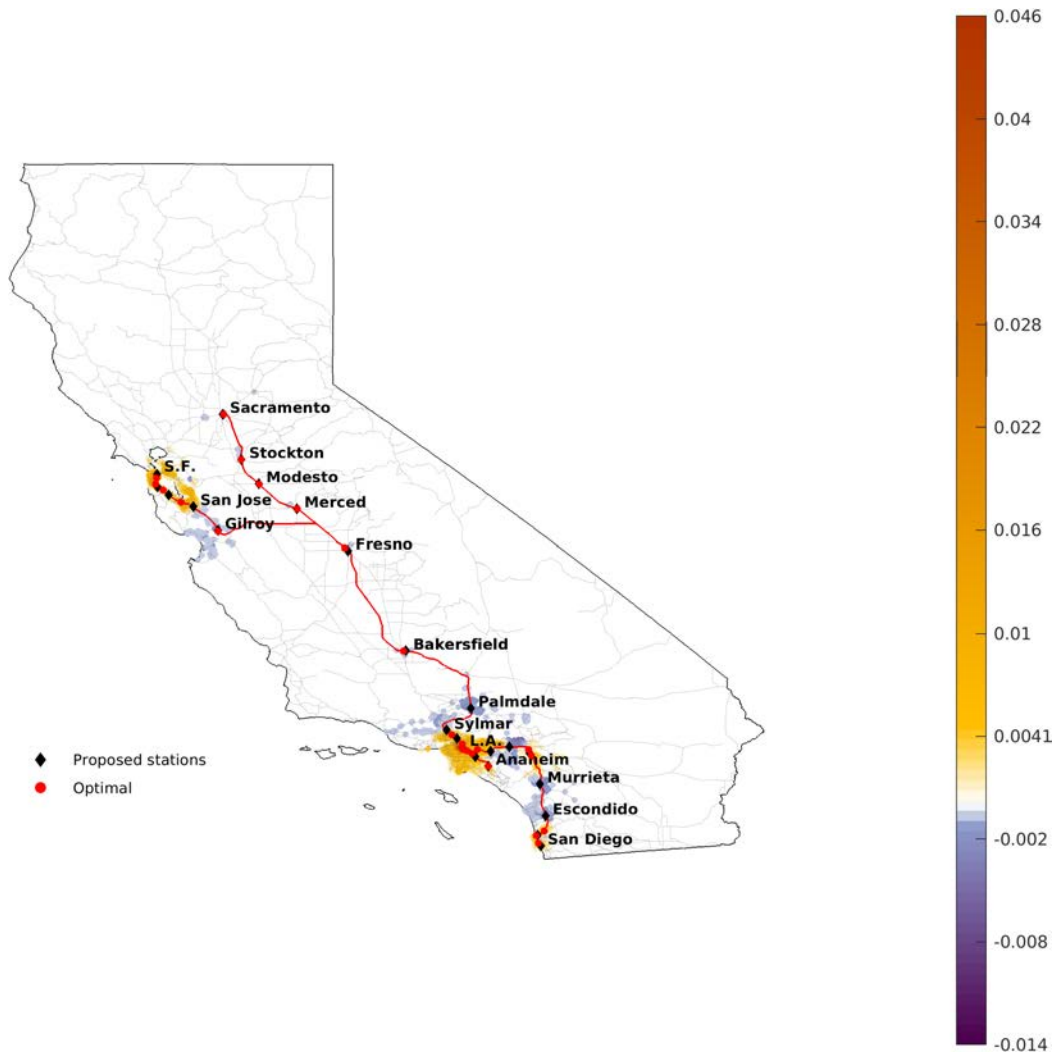 0.046
0.04
0.034
0.028
0.022
0.016
0.01
0.0041
-0.002
-0.008
-0.014
Sacramento
Stockton
Modesto
S.F.
San Jose
Merced
Gilroy
Fresno
Bakersfield
Palmdale
Sylmar
L.A.
Anaheim
Murrieta
Escondido
San Diego
Proposed stations
Optimal